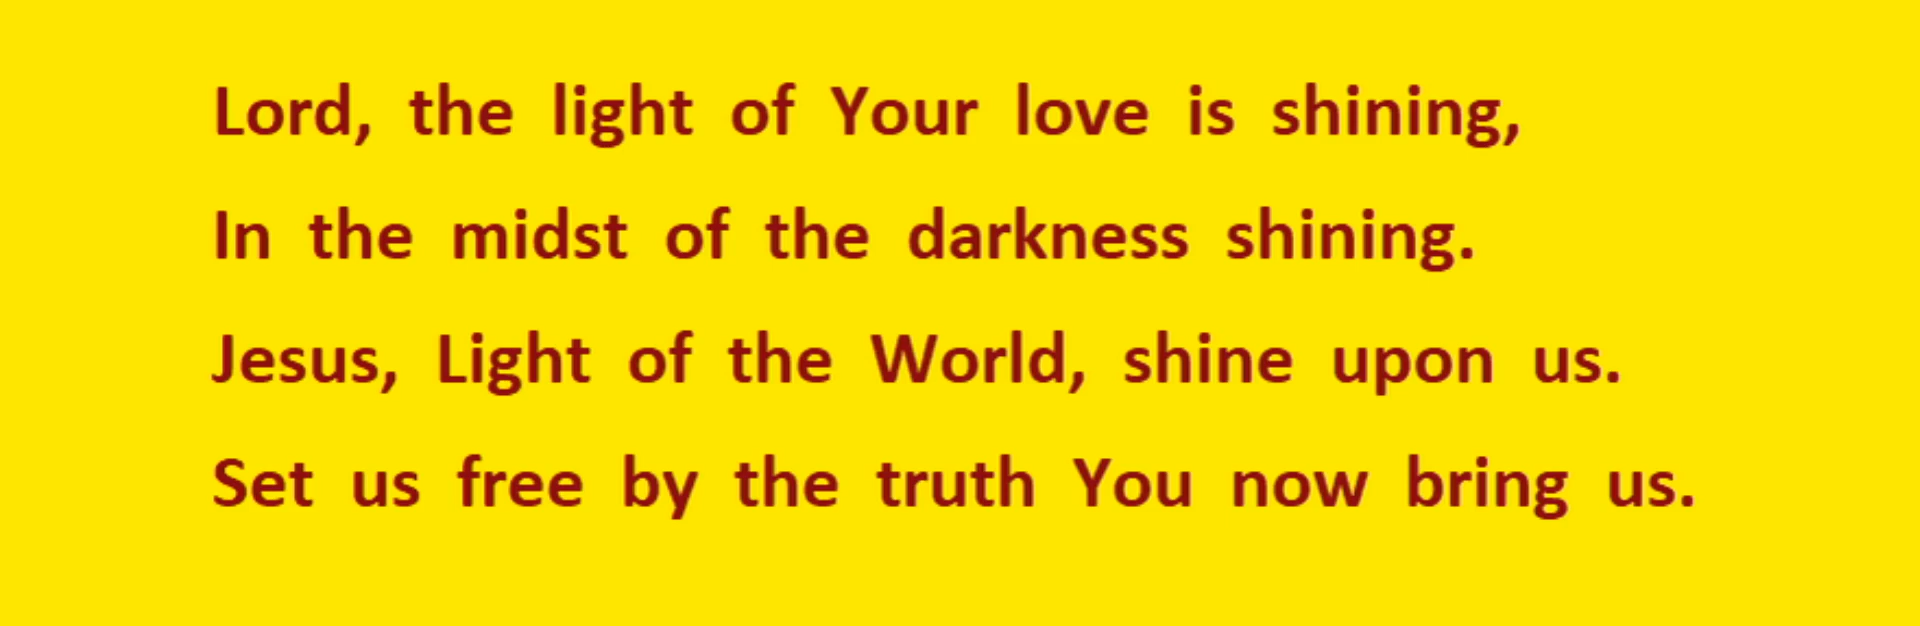 Lord, the light of Your love is shining,
In the midst of the darkness shining.
Jesus, Light of the World, shine upon us.
Set us free by the truth You now bring us.